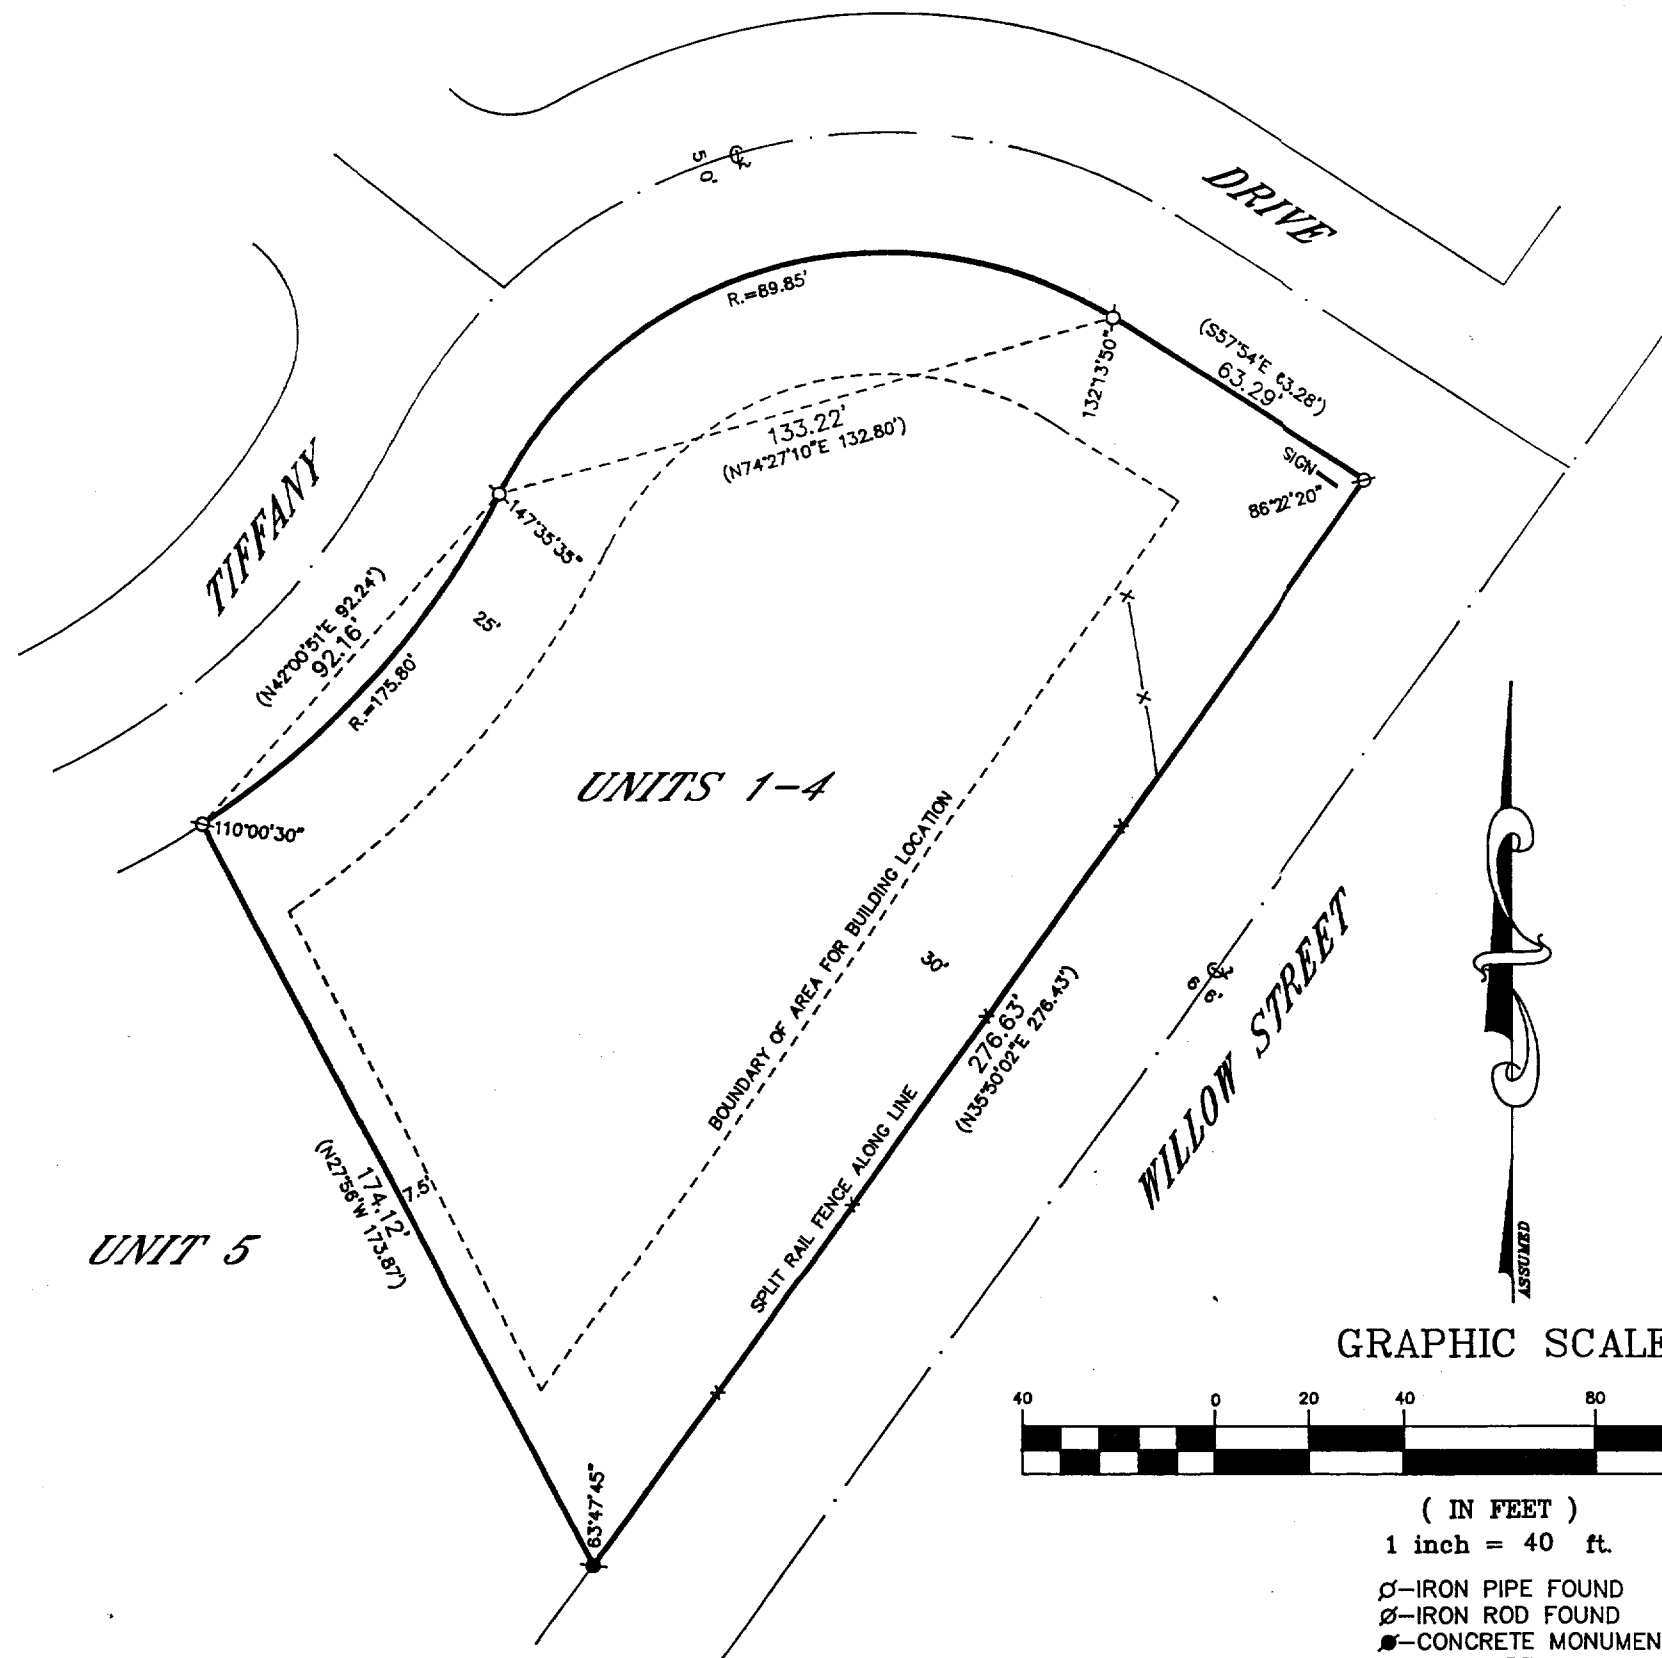 50'
℄
DRIVE
R.=89.85'
(S57°54'E 63.28')
63.29'
132°13'50"
133.22'
(N74°27'10"E 132.80')
SIGN
86°22'20"
TIFFANY
147°35'35"
25'
(N42°00'51"E 92.24')
92.16'
R.=175.80'
UNITS 1-4
110°00'30"
BOUNDARY OF AREA FOR BUILDING LOCATION
30'
276.63'
(N35°50'02"E 276.43')
℄
66'
WILLOW STREET
SPLIT RAIL FENCE ALONG LINE
7.5'
174.12'
(N27°56'W 173.87')
UNIT 5
63°47'45"
ASSUMED
GRAPHIC SCALE
40 0 20 40 80
( IN FEET )
1 inch = 40 ft.
-IRON PIPE FOUND
-IRON ROD FOUND
-CONCRETE MONUMEN